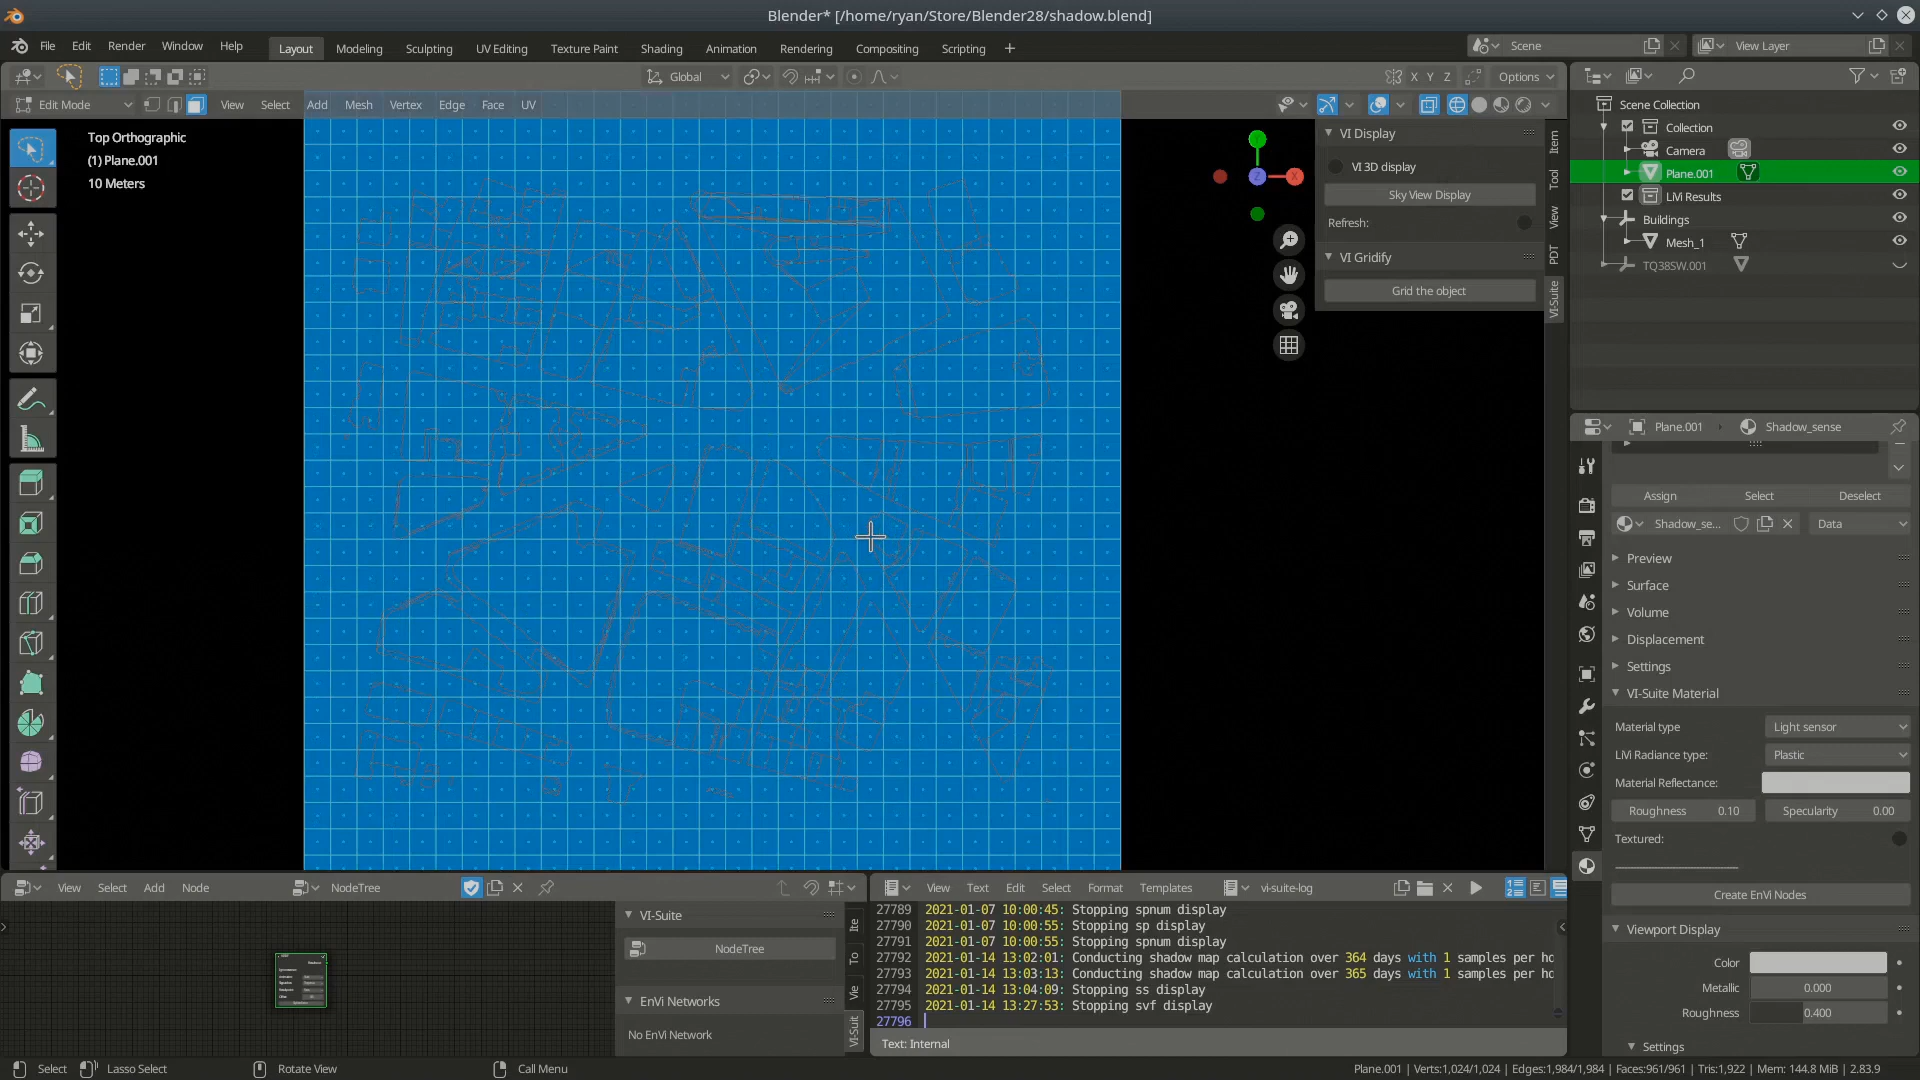 Blender* [/home/ryan/Store/Blender28/shadow.blend]
File Edit Render Window Help Layout Modeling Sculpting UV Editing Texture Paint Shading Animation Rendering Compositing Scripting + Scene View Layer
Global X Y Z Options
Edit Mode View Select Add Mesh Vertex Edge Face UV
Top Orthographic
(1) Plane.001
10 Meters
X
Z
VI Display
VI 3D display
Sky View Display
Refresh:
VI Gridify
Grid the object
Item
Tool
View
PDT
VI-Suite
Scene Collection
Collection
Camera
Plane.001
LiVi Results
Buildings
Mesh_1
TQ38SW.001
Plane.001 Shadow_sense
Assign Select Deselect
Shadow_se... Data
Preview
Surface
Volume
Displacement
Settings
VI-Suite Material
Material type Light sensor
LiVi Radiance type: Plastic
Material Reflectance:
Roughness 0.10 Specularity 0.00
Textured:
Create EnVi Nodes
Viewport Display
Color
Metallic 0.000
Roughness 0.400
Settings
View Select Add Node NodeTree
VI-Suite
NodeTree
EnVi Networks
No EnVi Network
Ite
To
Vie
VI-Suit
View Text Edit Select Format Templates vi-suite-log
27789 2021-01-07 10:00:45: Stopping spnum display
27790 2021-01-07 10:00:55: Stopping sp display
27791 2021-01-07 10:00:55: Stopping spnum display
27792 2021-01-14 13:02:01: Conducting shadow map calculation over 364 days with 1 samples per ho
27793 2021-01-14 13:03:13: Conducting shadow map calculation over 365 days with 1 samples per ho
27794 2021-01-14 13:04:09: Stopping ss display
27795 2021-01-14 13:27:53: Stopping svf display
27796
Text: Internal
Select Lasso Select Rotate View Call Menu Plane.001 | Verts:1,024/1,024 | Edges:1,984/1,984 | Faces:961/961 | Tris:1,922 | Mem: 144.8 MiB | 2.83.9